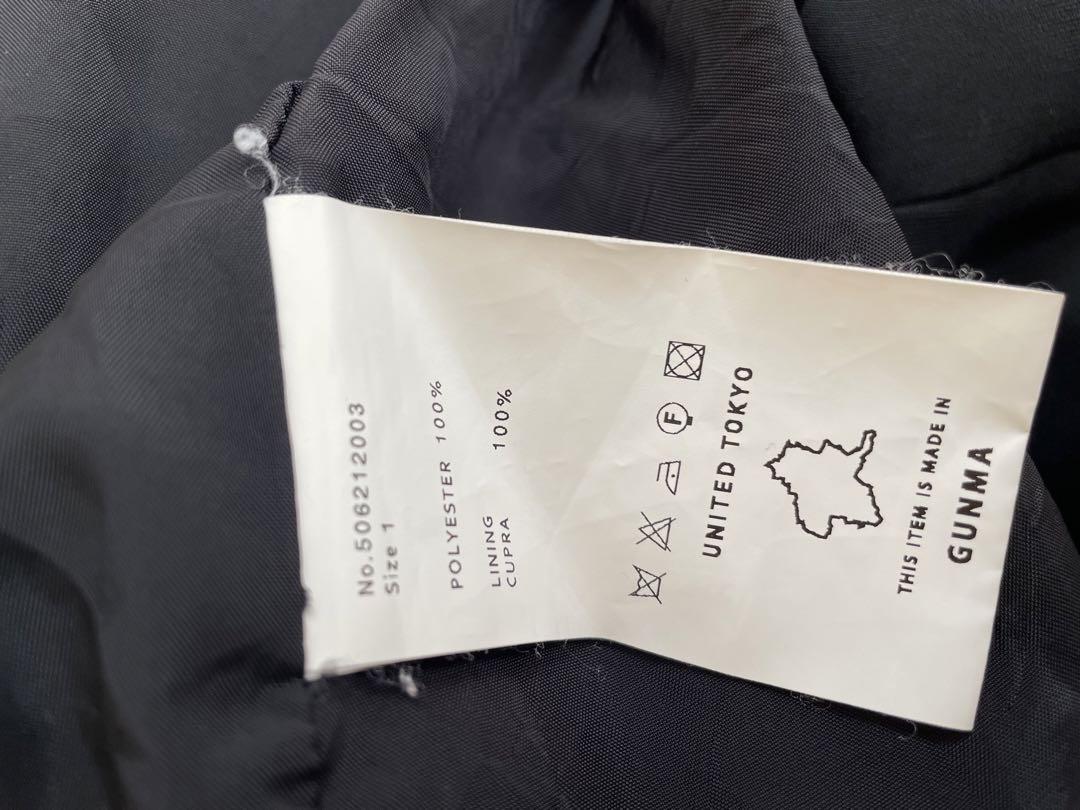 No.506212003
Size 1
POLYESTER 100%
LINING
CUPRA 100%
F
UNITED TOKYO
THIS ITEM IS MADE IN
GUNMA